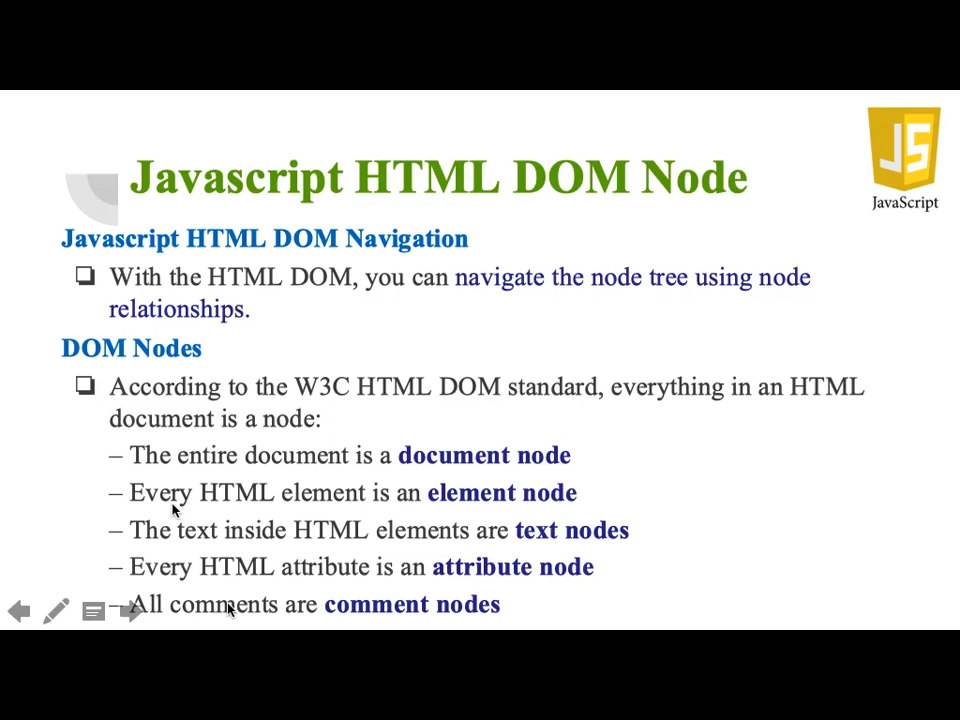 JS
JavaScript
Javascript HTML DOM Node
Javascript HTML DOM Navigation
❑ With the HTML DOM, you can navigate the node tree using node
relationships.
DOM Nodes
❑ According to the W3C HTML DOM standard, everything in an HTML
document is a node:
– The entire document is a document node
– Every HTML element is an element node
– The text inside HTML elements are text nodes
– Every HTML attribute is an attribute node
– All comments are comment nodes